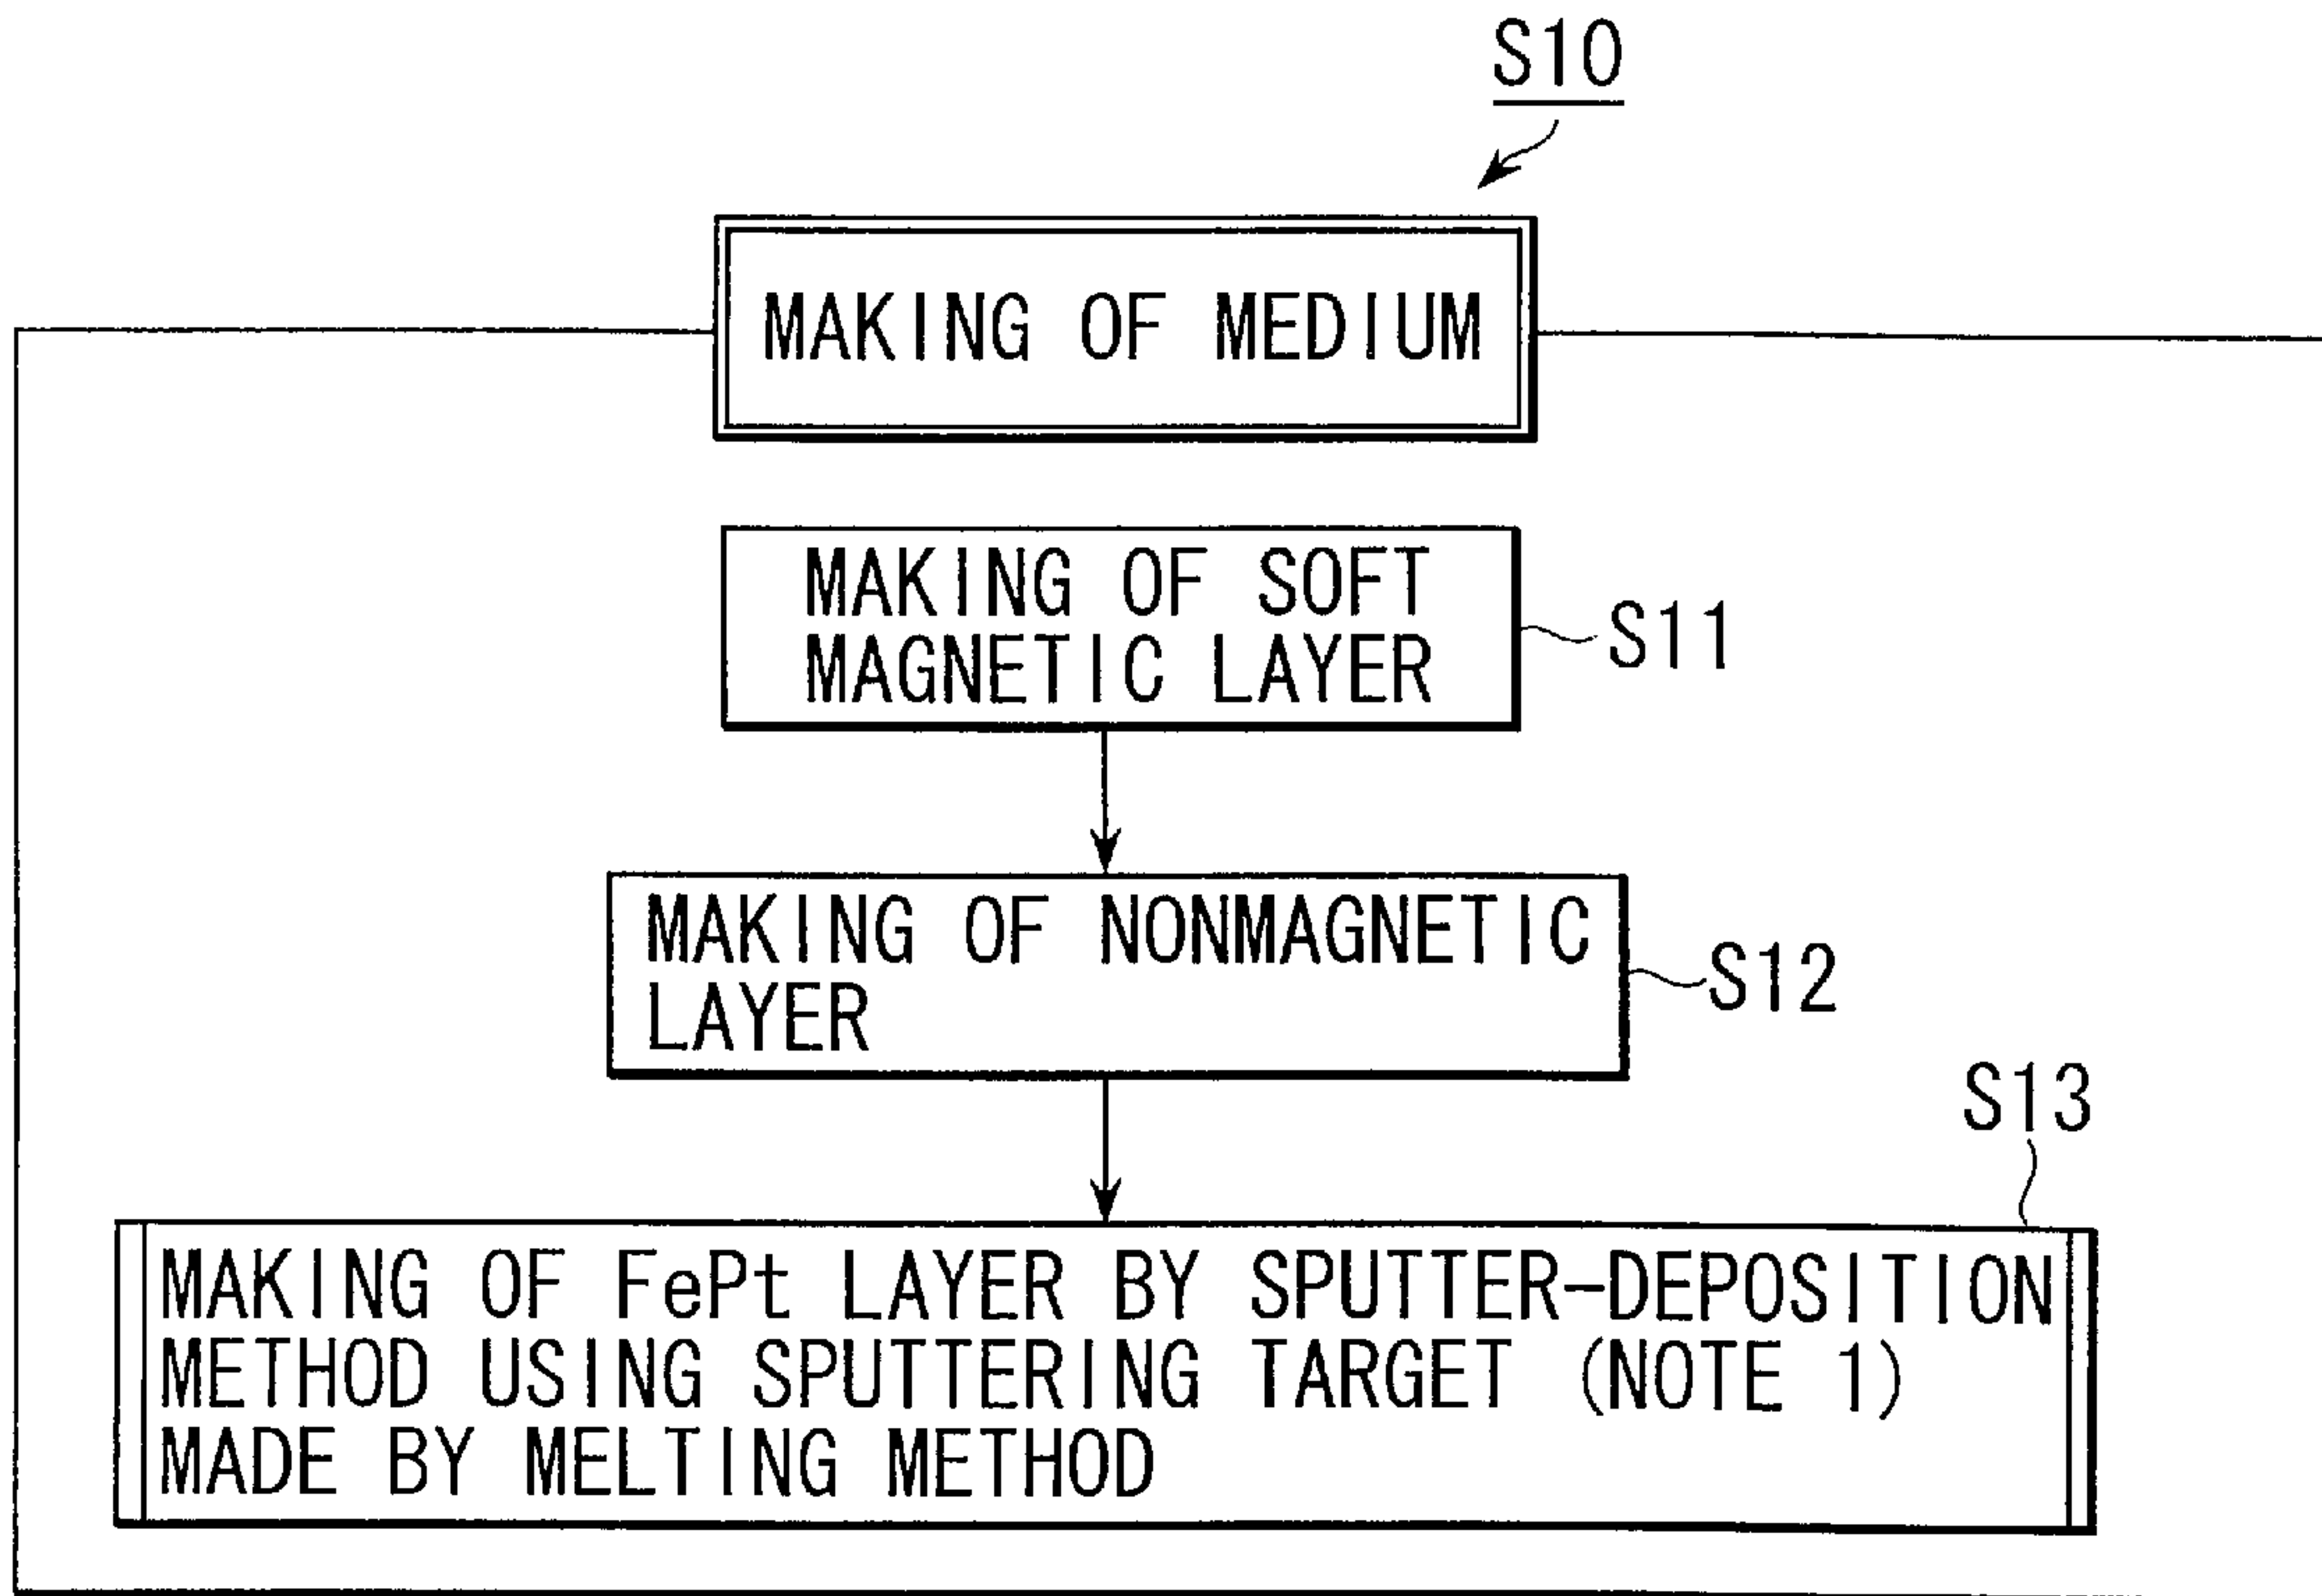 S10
MAKING OF MEDIUM
MAKING OF SOFT
MAGNETIC LAYER
S11
MAKING OF NONMAGNETIC
LAYER
S12
S13
MAKING OF FePt LAYER BY SPUTTER-DEPOSITION
METHOD USING SPUTTERING TARGET (NOTE 1)
MADE BY MELTING METHOD